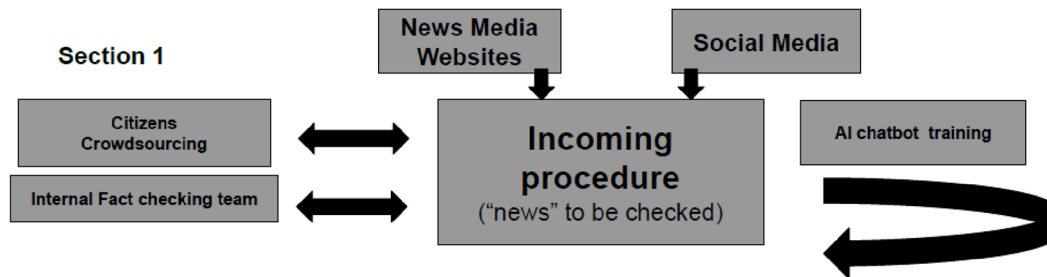 Section 1
News Media
Websites
Social Media
Citizens
Crowdsourcing
Internal Fact checking team
Incoming
procedure
(“news” to be checked)
AI chatbot training